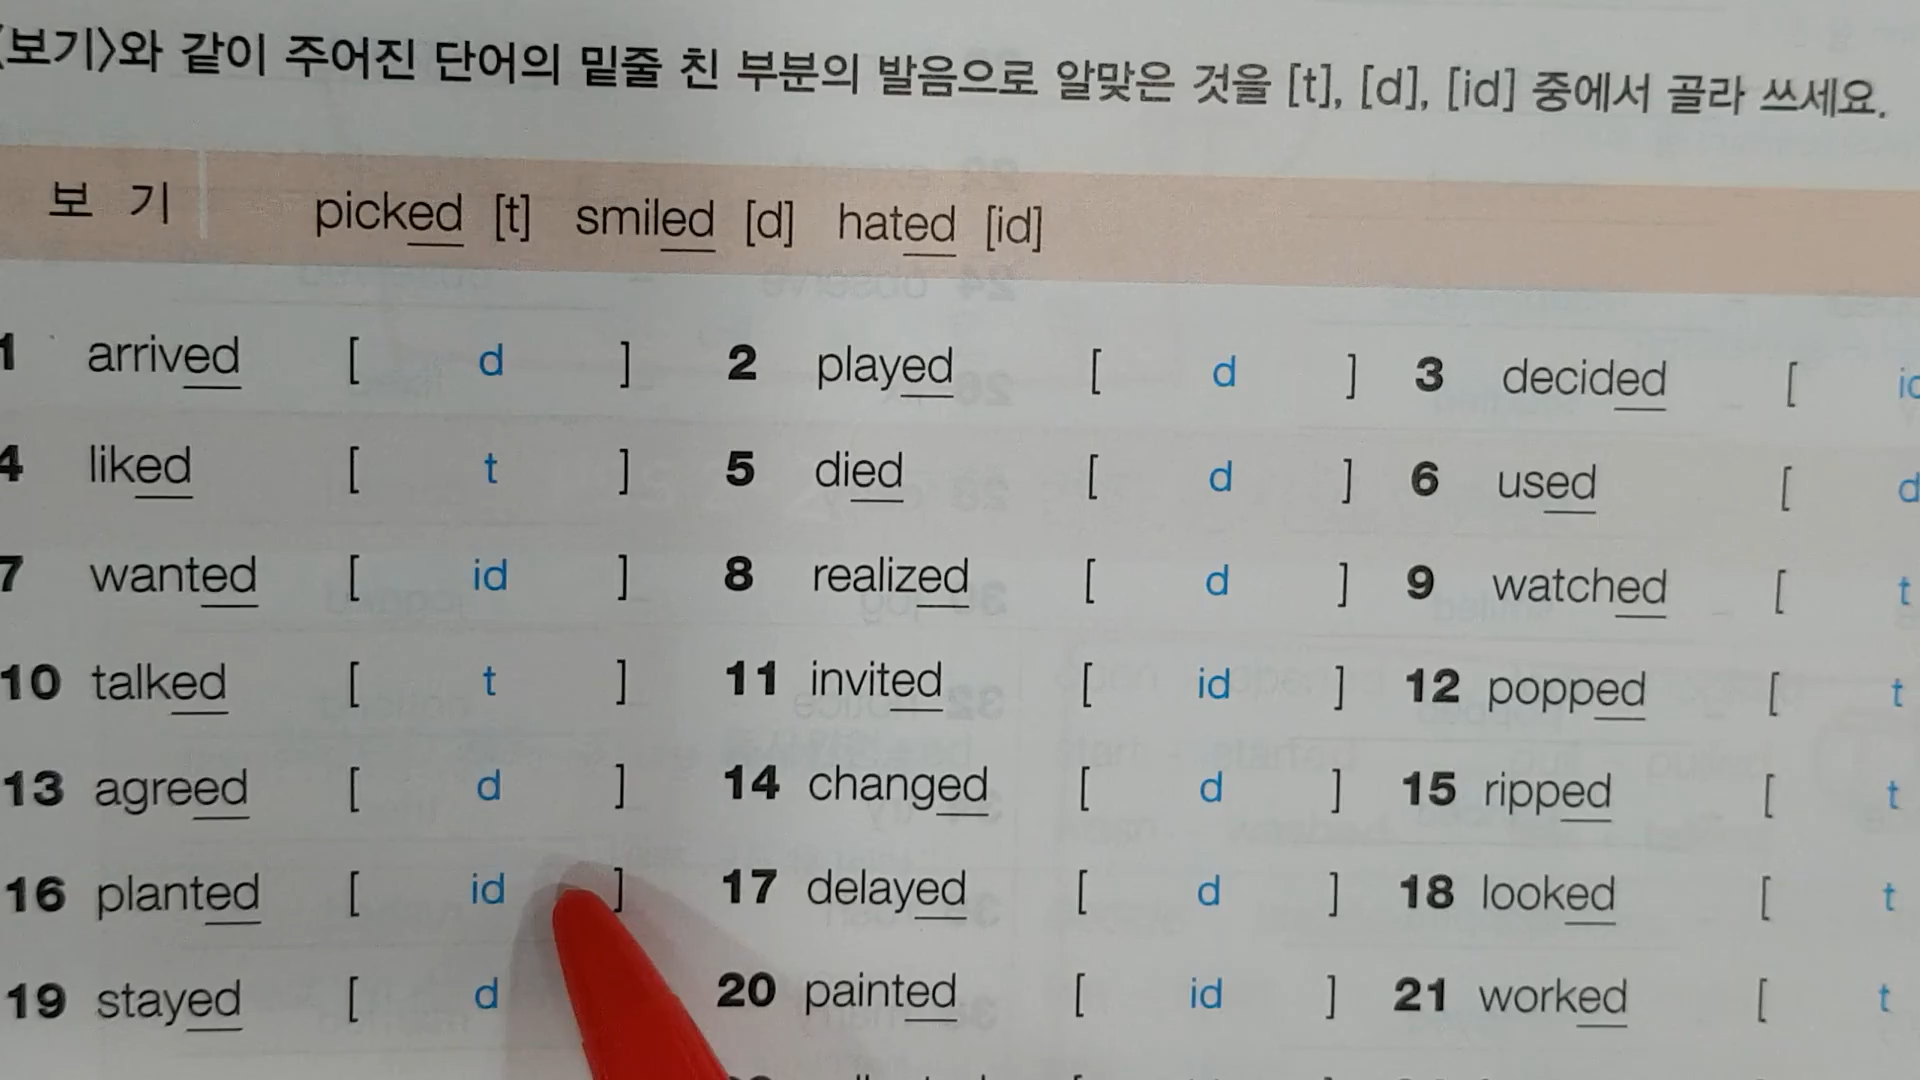 〈보기〉와 같이 주어진 단어의 밑줄 친 부분의 발음으로 알맞은 것을 [t], [d], [id] 중에서 골라 쓰세요.
보 기 picked [t] smiled [d] hated [id]
1 arrived [ d ] 2 played [ d ] 3 decided [ id
4 liked [ t ] 5 died [ d ] 6 used [ d
7 wanted [ id ] 8 realized [ d ] 9 watched [ t
10 talked [ t ] 11 invited [ id ] 12 popped [ t
13 agreed [ d ] 14 changed [ d ] 15 ripped [ t
16 planted [ id ] 17 delayed [ d ] 18 looked [ t
19 stayed [ d 20 painted [ id ] 21 worked [ t